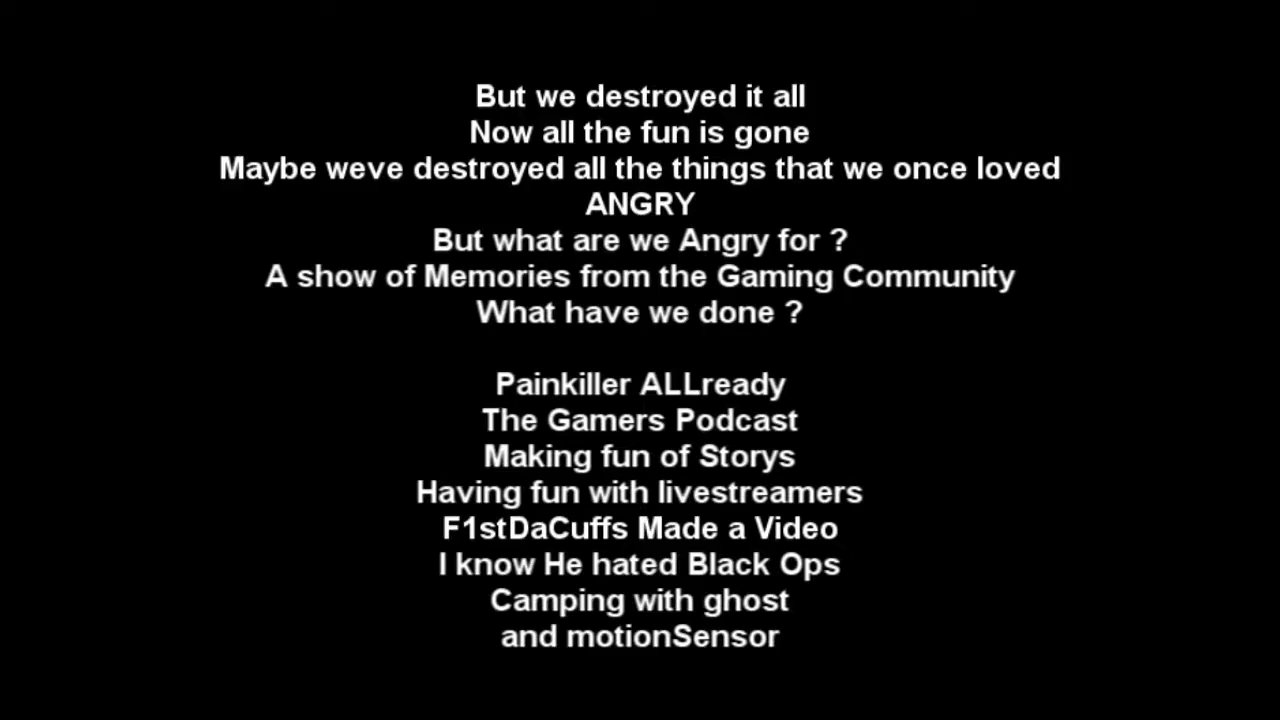 But we destroyed it all
Now all the fun is gone
Maybe weve destroyed all the things that we once loved
ANGRY
But what are we Angry for ?
A show of Memories from the Gaming Community
What have we done ?
Painkiller ALLready
The Gamers Podcast
Making fun of Storys
Having fun with livestreamers
F1stDaCuffs Made a Video
I know He hated Black Ops
Camping with ghost
and motionSensor